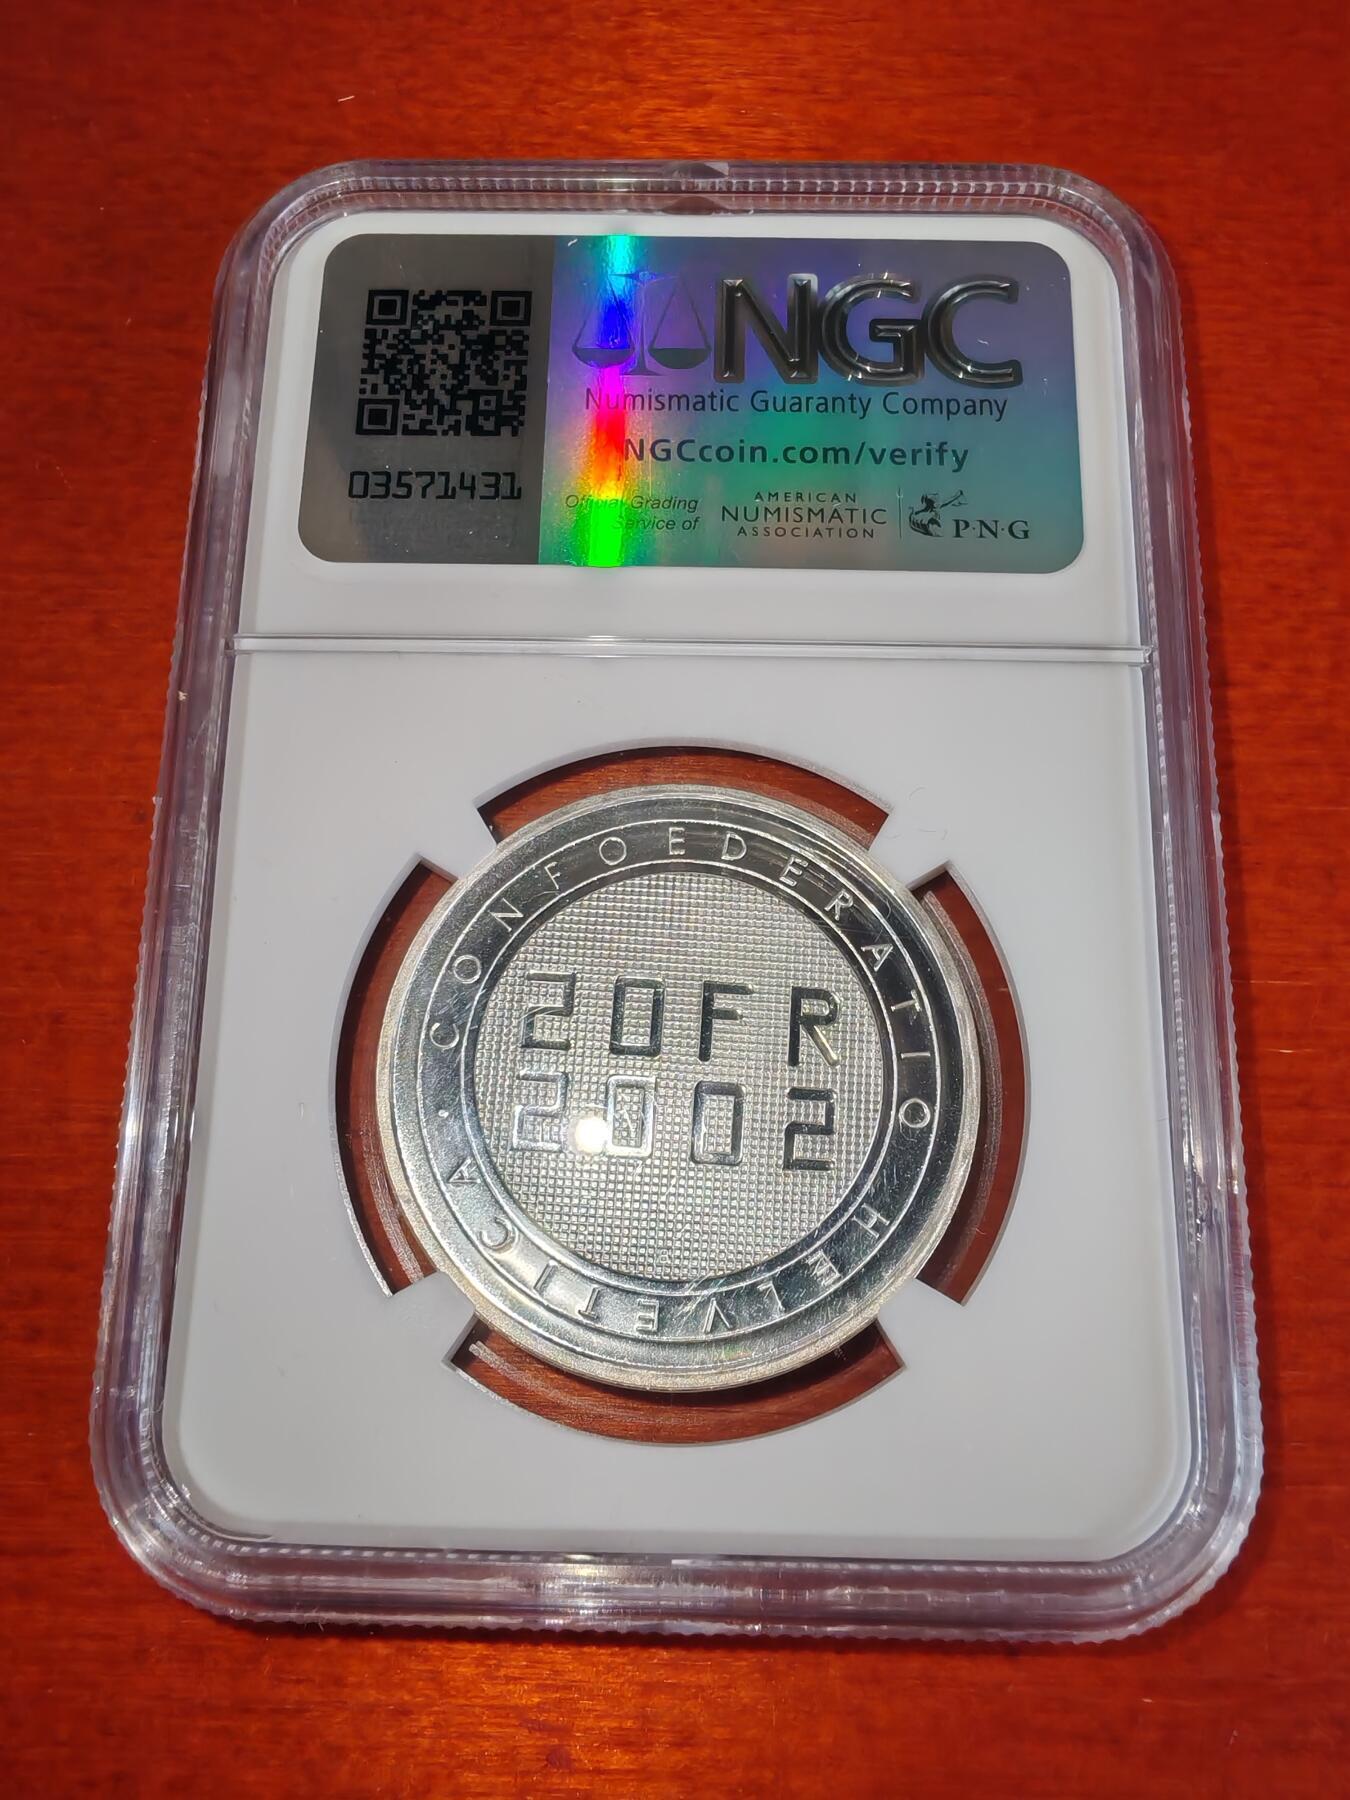 NGC
Numismatic Guaranty Company
NGCcoin.com/verify
03571431
Official Grading
Service of
AMERICAN
NUMISMATIC
ASSOCIATION
P·N·G
CONFOEDERATIO HELVETICA ·
20FR
2002
B